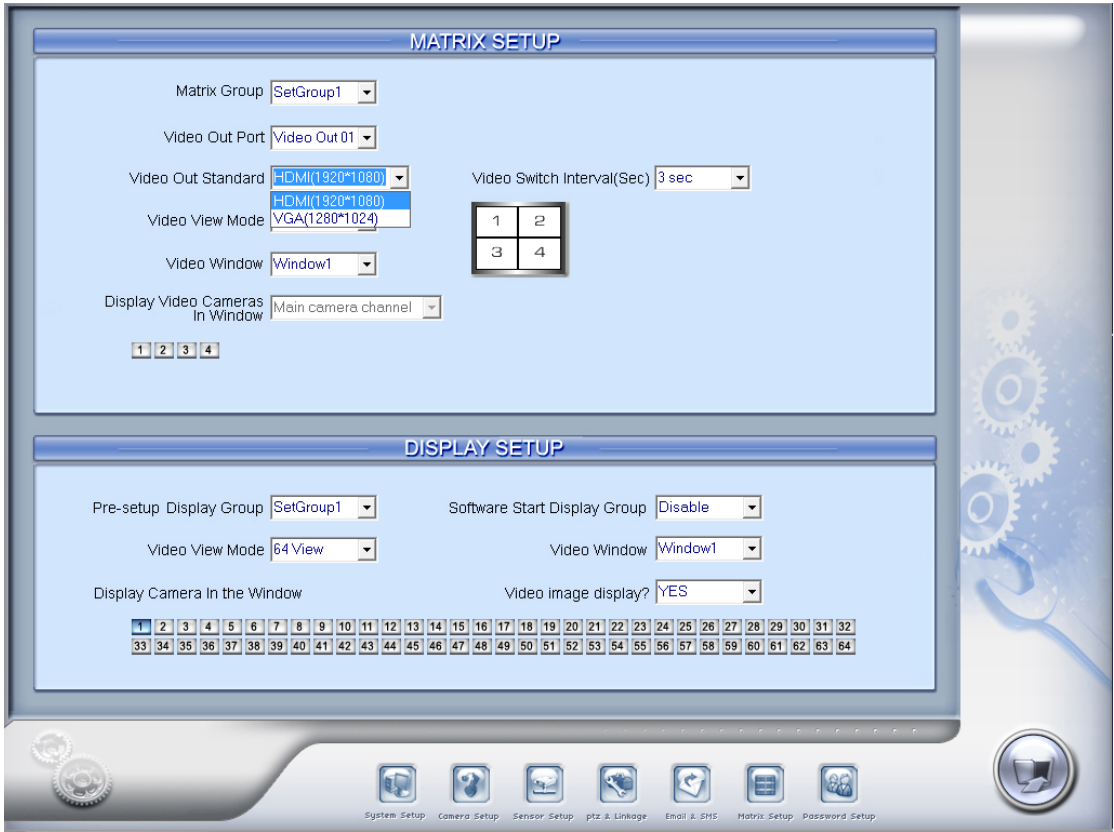 MATRIX SETUP
Matrix Group SetGroup1
Video Out Port Video Out 01
Video Out Standard HDMI(1920*1080) Video Switch Interval(Sec) 3 sec
HDMI(1920*1080)
VGA(1280*1024)
Video View Mode
1 2
3 4
Video Window Window1
Display Video Cameras
In Window Main camera channel
1 2 3 4
DISPLAY SETUP
Pre-setup Display Group SetGroup1 Software Start Display Group Disable
Video View Mode 64 View Video Window Window1
Display Camera In the Window Video image display? YES
1 2 3 4 5 6 7 8 9 10 11 12 13 14 15 16 17 18 19 20 21 22 23 24 25 26 27 28 29 30 31 32
33 34 35 36 37 38 39 40 41 42 43 44 45 46 47 48 49 50 51 52 53 54 55 56 57 58 59 60 61 62 63 64
System Setup Camera Setup Sensor Setup ptz & Linkage Email & SMS Matrix Setup Password Setup